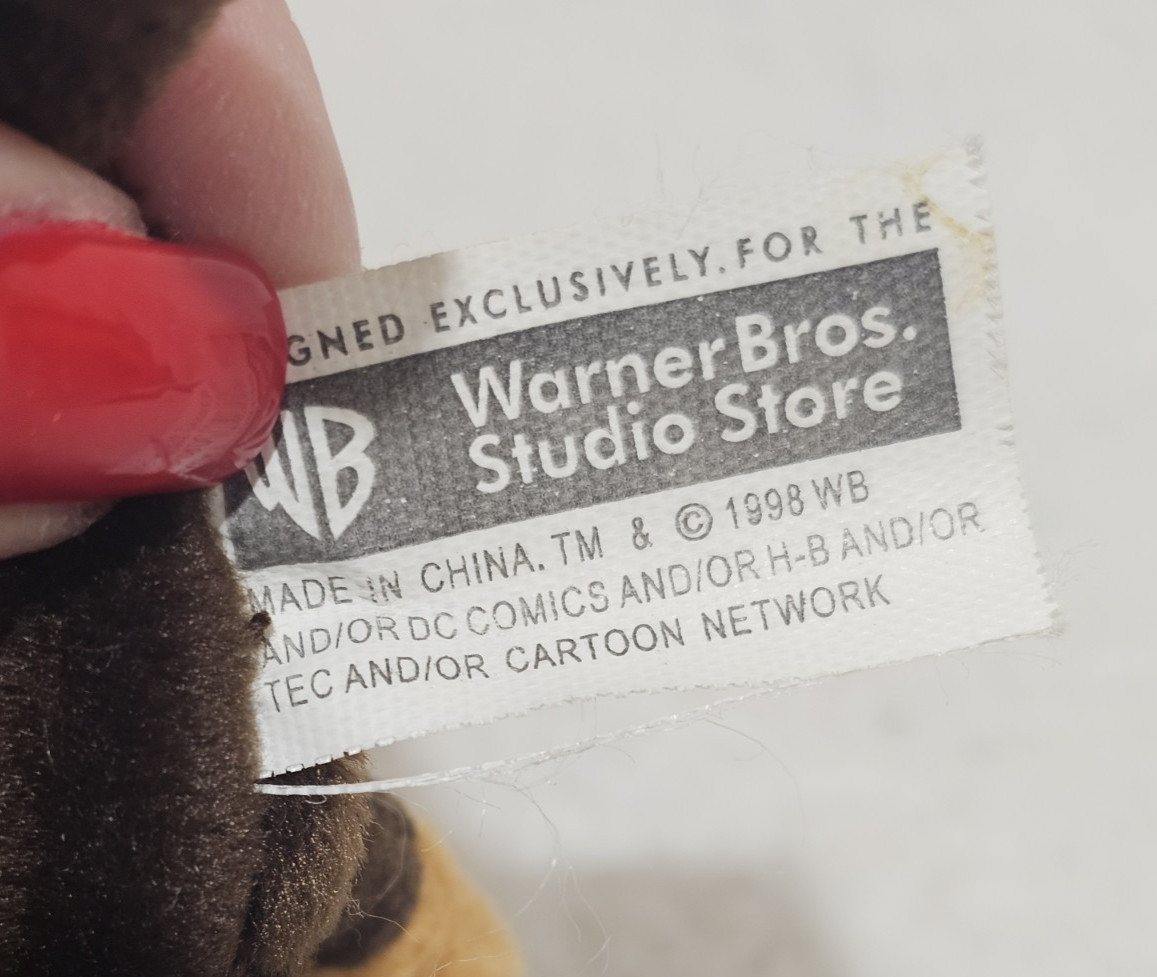 GNED EXCLUSIVELY. FOR THE
WB
Warner Bros.
Studio Store
MADE IN CHINA. TM & © 1998 WB
AND/OR DC COMICS AND/OR H-B AND/OR
TEC AND/OR CARTOON NETWORK